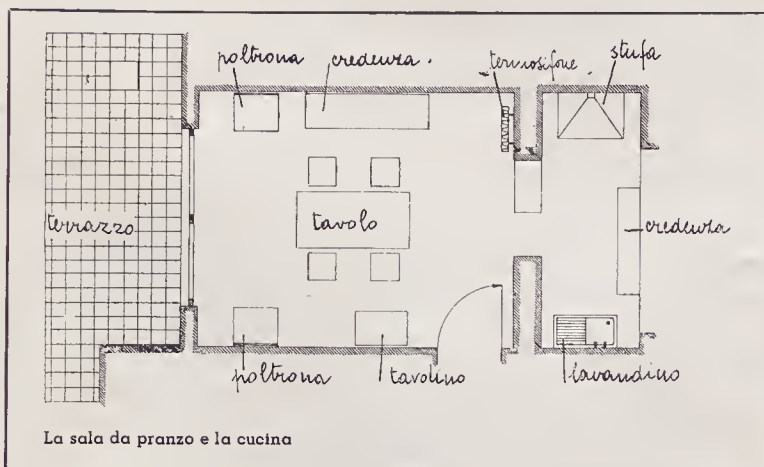 poltrona
credenza.
termosifone.
stufa
terrazzo
tavolo
credenza
poltrona
tavolino
lavandino
La sala da pranzo e la cucina